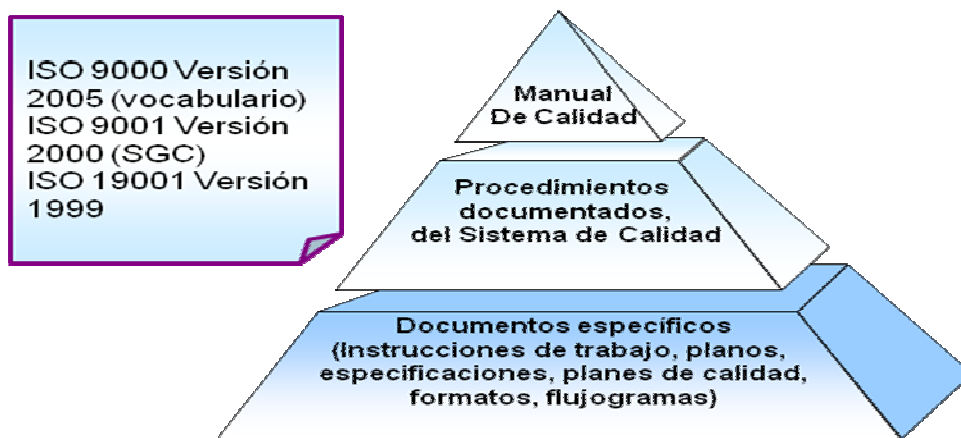 ISO 9000 Versión
2005 (vocabulario)
ISO 9001 Versión
2000 (SGC)
ISO 19001 Versión
1999
Manual
De Calidad
Procedimientos
documentados,
del Sistema de Calidad
Documentos específicos
(Instrucciones de trabajo, planos,
especificaciones, planes de calidad,
formatos, flujogramas)